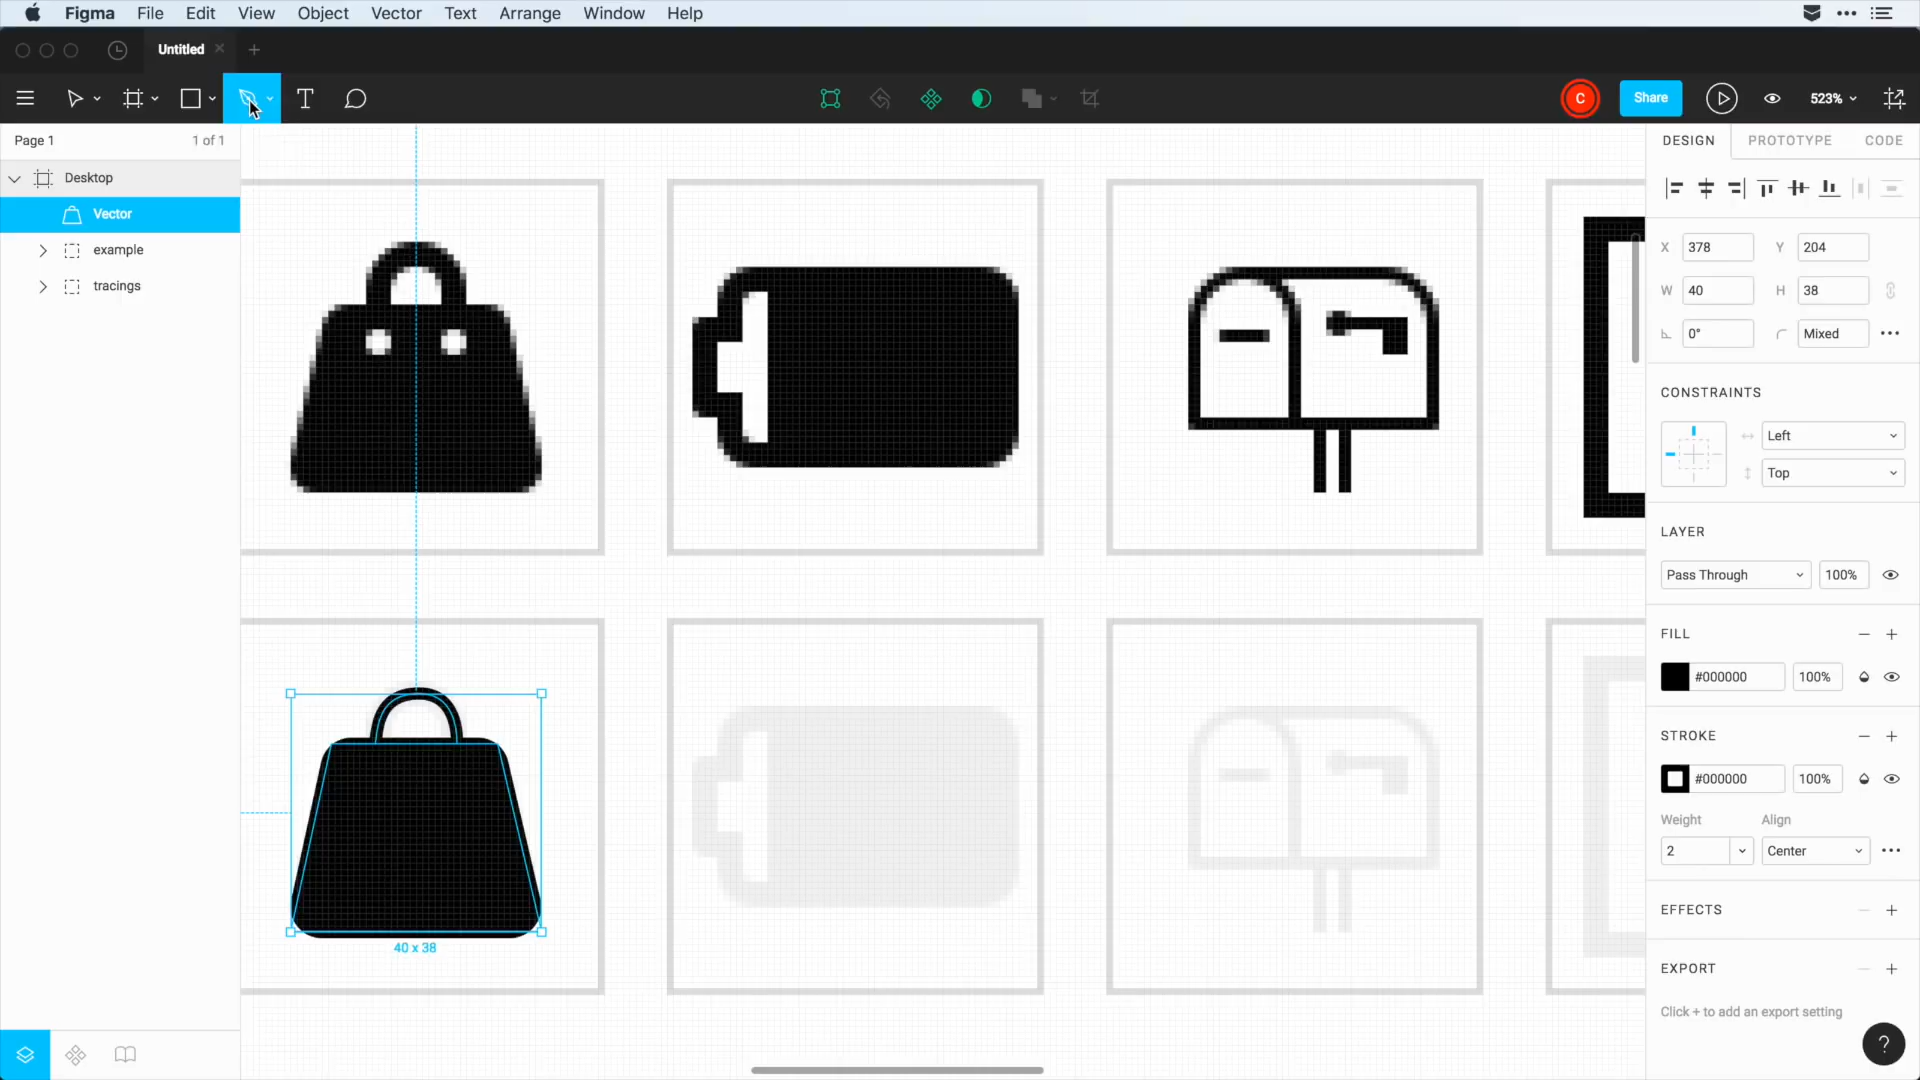 Figma File Edit View Object Vector Text Arrange Window Help
Untitled
C Share 523%
Page 1 1 of 1
Desktop
Vector
example
tracings
40 x 38
DESIGN PROTOTYPE CODE
X 378 Y 204
W 40 H 38
0° Mixed
CONSTRAINTS
Left
Top
LAYER
Pass Through 100%
FILL
#000000 100%
STROKE
#000000 100%
Weight Align
2 Center
EFFECTS
EXPORT
Click + to add an export setting
?